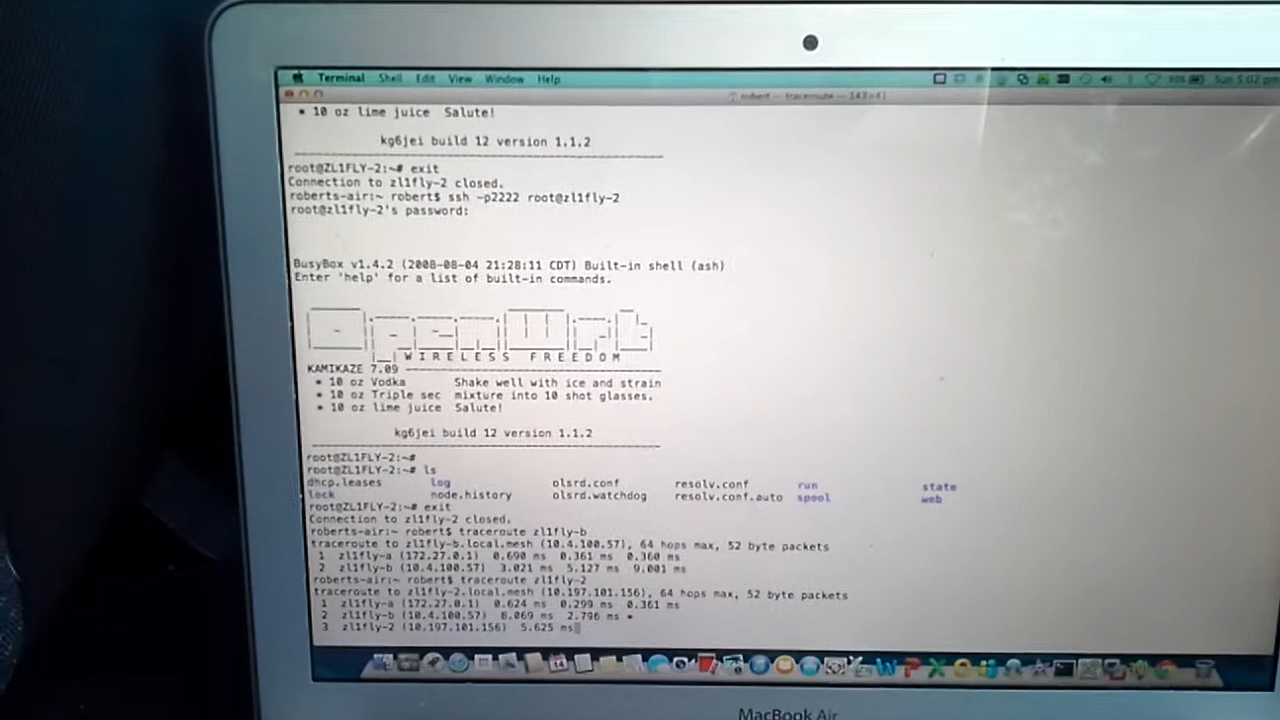 Terminal Shell Edit View Window Help Sun 1:02 pm
robert — traceroute — 143×41
* 10 oz lime juice Salute!
kg6jei build 12 version 1.1.2
root@ZL1FLY-2:~# exit
Connection to zl1fly-2 closed.
roberts-air:~ robert$ ssh -p2222 root@zl1fly-2
root@zl1fly-2's password:
BusyBox v1.4.2 (2008-08-04 21:28:11 CDT) Built-in shell (ash)
Enter 'help' for a list of built-in commands.
OpenWrt
WIRELESS FREEDOM
KAMIKAZE 7.09
* 10 oz Vodka Shake well with ice and strain
* 10 oz Triple sec mixture into 10 shot glasses.
* 10 oz lime juice Salute!
kg6jei build 12 version 1.1.2
root@ZL1FLY-2:~#
root@ZL1FLY-2:~# ls
dhcp.leases log olsrd.conf resolv.conf run state
lock node.history olsrd.watchdog resolv.conf.auto spool web
root@ZL1FLY-2:~# exit
Connection to zl1fly-2 closed.
roberts-air:~ robert$ traceroute zl1fly-b
traceroute to zl1fly-b.local.mesh (10.4.100.57), 64 hops max, 52 byte packets
1 zl1fly-a (172.27.0.1) 0.690 ms 0.361 ms 0.360 ms
2 zl1fly-b (10.4.100.57) 3.021 ms 5.127 ms 9.001 ms
roberts-air:~ robert$ traceroute zl1fly-2
traceroute to zl1fly-2.local.mesh (10.197.101.156), 64 hops max, 52 byte packets
1 zl1fly-a (172.27.0.1) 0.624 ms 0.299 ms 0.361 ms
2 zl1fly-b (10.4.100.57) 8.069 ms 2.796 ms *
3 zl1fly-2 (10.197.101.156) 5.625 ms
MacBook Air